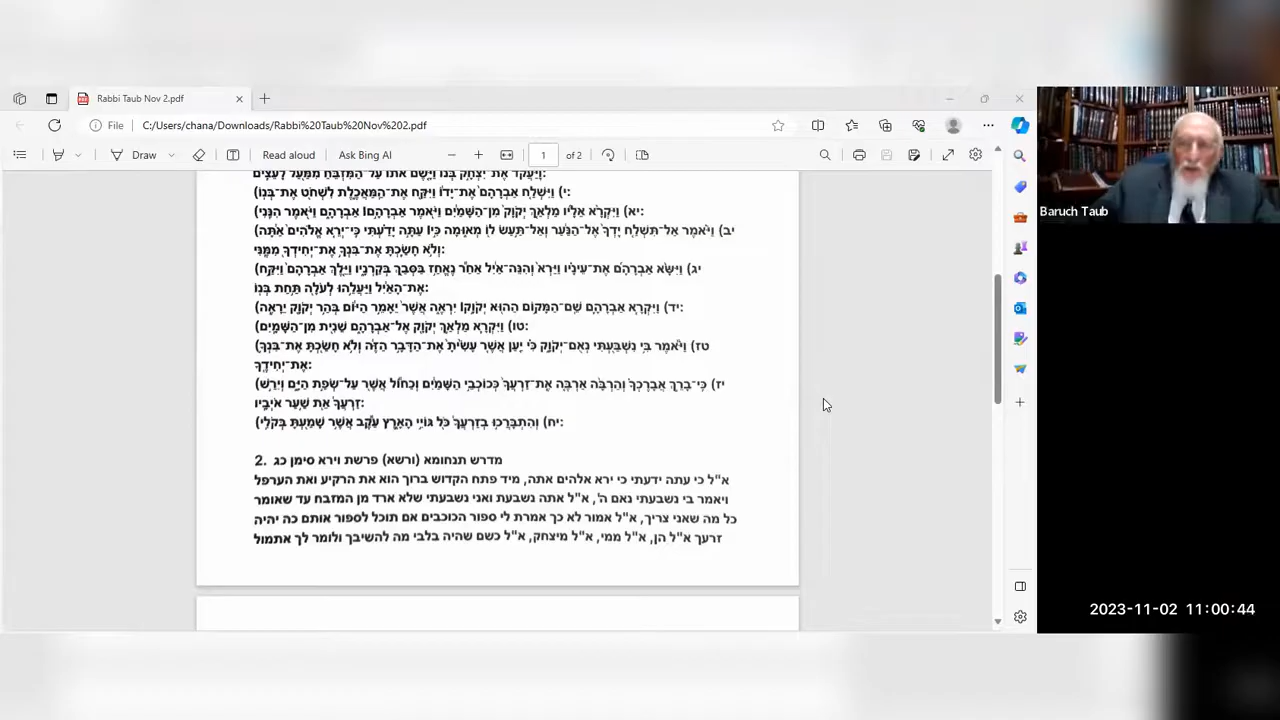 Rabbi Taub Nov 2.pdf
File C:/Users/chana/Downloads/Rabbi%20Taub%20Nov%202.pdf
Draw Read aloud Ask Bing AI 1 of 2
וַיַּעֲקֹד אֶת־יִצְחָק בְּנוֹ וַיָּשֶׂם אֹתוֹ עַל־הַמִּזְבֵּחַ מִמַּעַל לָעֵצִים:
(י) וַיִּשְׁלַח אַבְרָהָם אֶת־יָדוֹ וַיִּקַּח אֶת־הַמַּאֲכֶלֶת לִשְׁחֹט אֶת־בְּנוֹ:
(יא) וַיִּקְרָא אֵלָיו מַלְאַךְ יְקֹוָק מִן־הַשָּׁמַיִם וַיֹּאמֶר אַבְרָהָם׀ אַבְרָהָם וַיֹּאמֶר הִנֵּנִי:
(יב) וַיֹּאמֶר אַל־תִּשְׁלַח יָדְךָ אֶל־הַנַּעַר וְאַל־תַּעַשׂ לוֹ מְאוּמָה כִּי׀ עַתָּה יָדַעְתִּי כִּי־יְרֵא אֱלֹהִים אַתָּה
וְלֹא חָשַׂכְתָּ אֶת־בִּנְךָ אֶת־יְחִידְךָ מִמֶּנִּי:
(יג) וַיִּשָּׂא אַבְרָהָם אֶת־עֵינָיו וַיַּרְא וְהִנֵּה־אַיִל אַחַר נֶאֱחַז בַּסְּבַךְ בְּקַרְנָיו וַיֵּלֶךְ אַבְרָהָם וַיִּקַּח
אֶת־הָאַיִל וַיַּעֲלֵהוּ לְעֹלָה תַּחַת בְּנוֹ:
(יד) וַיִּקְרָא אַבְרָהָם שֵׁם־הַמָּקוֹם הַהוּא יְקֹוָק׀ יִרְאֶה אֲשֶׁר יֵאָמֵר הַיּוֹם בְּהַר יְקֹוָק יֵרָאֶה:
(טו) וַיִּקְרָא מַלְאַךְ יְקֹוָק אֶל־אַבְרָהָם שֵׁנִית מִן־הַשָּׁמָיִם:
(טז) וַיֹּאמֶר בִּי נִשְׁבַּעְתִּי נְאֻם־יְקֹוָק כִּי יַעַן אֲשֶׁר עָשִׂיתָ אֶת־הַדָּבָר הַזֶּה וְלֹא חָשַׂכְתָּ אֶת־בִּנְךָ
אֶת־יְחִידֶךָ:
(יז) כִּי־בָרֵךְ אֲבָרֶכְךָ וְהַרְבָּה אַרְבֶּה אֶת־זַרְעֲךָ כְּכוֹכְבֵי הַשָּׁמַיִם וְכַחוֹל אֲשֶׁר עַל־שְׂפַת הַיָּם וְיִרַשׁ
זַרְעֲךָ אֵת שַׁעַר אֹיְבָיו:
(יח) וְהִתְבָּרֲכוּ בְזַרְעֲךָ כֹּל גּוֹיֵי הָאָרֶץ עֵקֶב אֲשֶׁר שָׁמַעְתָּ בְּקֹלִי:
2. מדרש תנחומא (ורשא) פרשת וירא סימן כג
א"ל כי עתה ידעתי כי ירא אלהים אתה, מיד פתח הקדוש ברוך הוא את הרקיע ואת הערפל
ויאמר בי נשבעתי נאם ה', א"ל אתה נשבעת ואני נשבעתי שלא ארד מן המזבח עד שאומר
כל מה שאני צריך, א"ל אמור לא כך אמרת לי ספור הכוכבים אם תוכל לספור אותם כה יהיה
זרעך א"ל הן, א"ל ממי, א"ל מיצחק, א"ל כשם שהיה בלבי מה להשיבך ולומר לך אתמול
Baruch Taub
2023-11-02 11:00:44